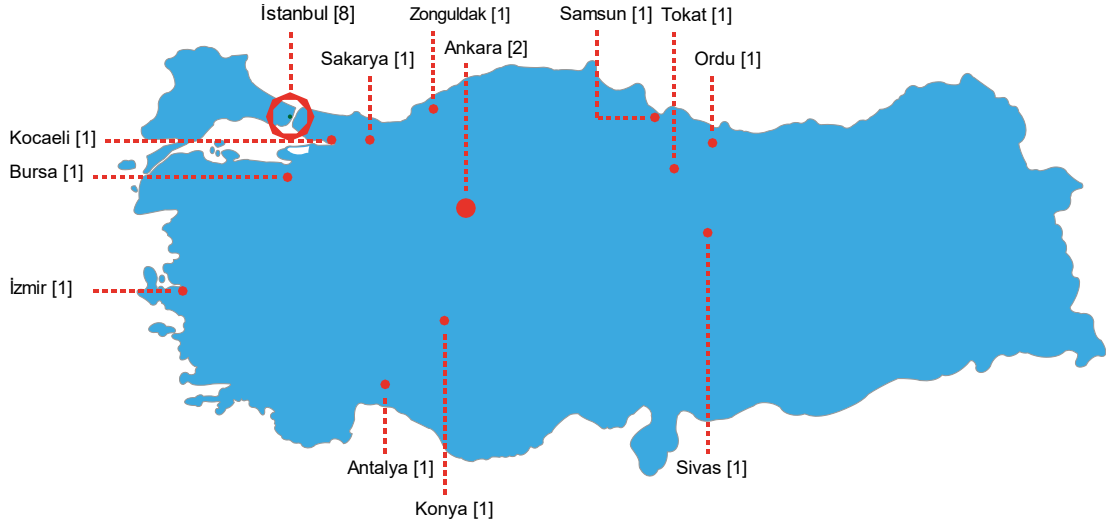 İstanbul [8]
Zonguldak [1]
Samsun [1]
Tokat [1]
Ankara [2]
Sakarya [1]
Ordu [1]
Kocaeli [1]
Bursa [1]
İzmir [1]
Antalya [1]
Sivas [1]
Konya [1]